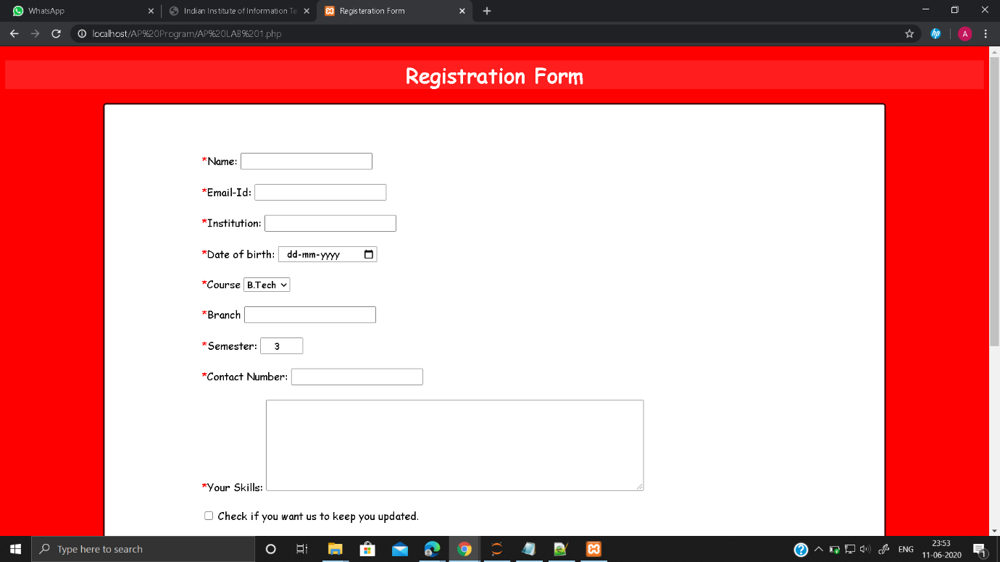 WhatsApp
Indian Institute of Information Te
Registeration Form
localhost/AP%20Program/AP%20LAB%201.php
hp
A
Registration Form
*Name:
*Email-Id:
*Institution:
*Date of birth: dd-mm-yyyy
*Course B.Tech
*Branch
*Semester: 3
*Contact Number:
*Your Skills:
Check if you want us to keep you updated.
Type here to search
ENG
23:53
11-06-2020
1